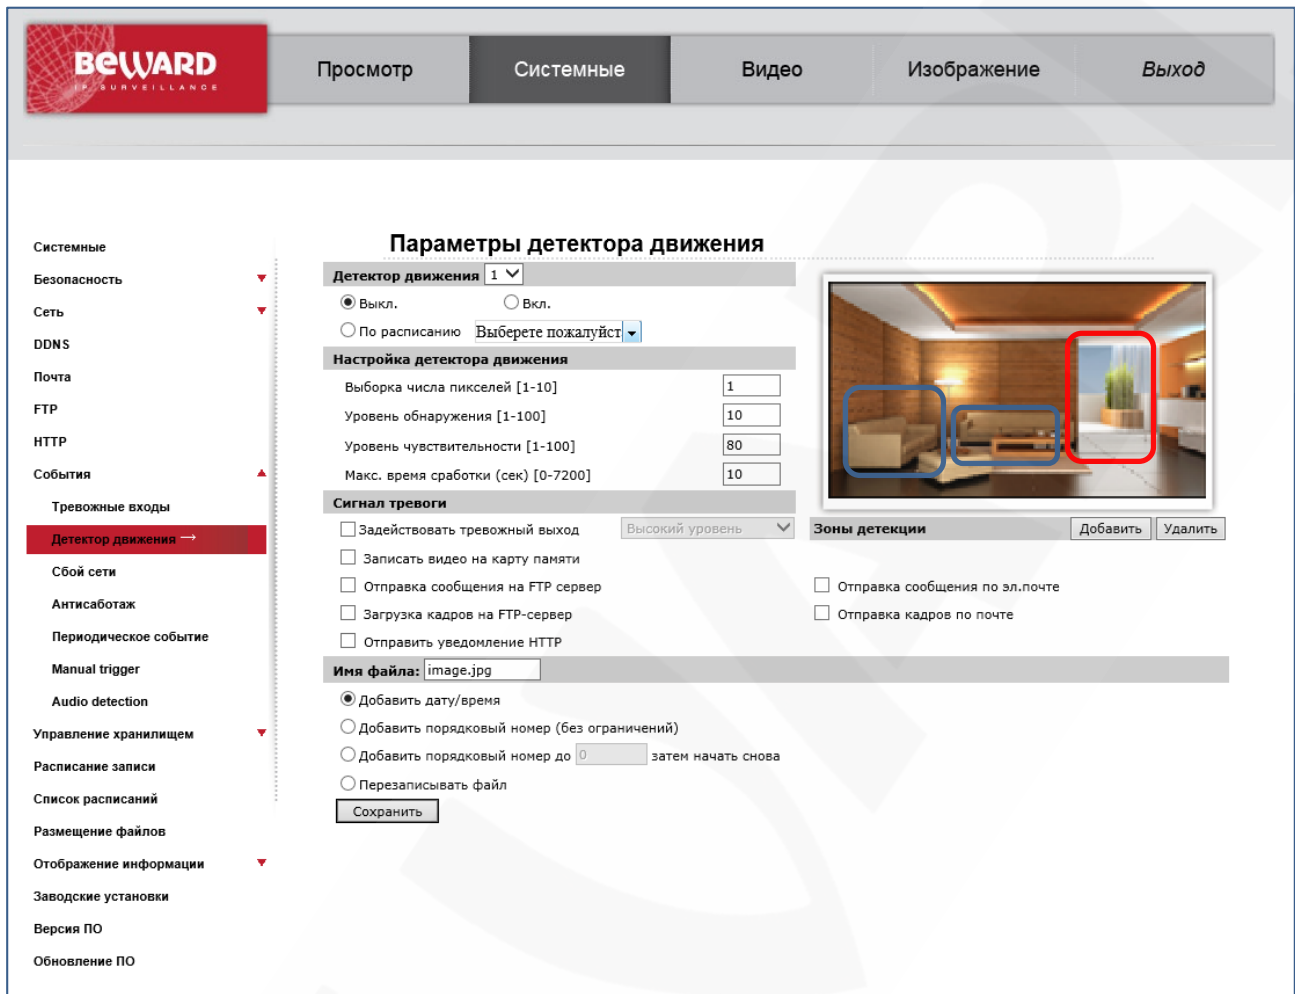 BEWARD
IP SURVEILLANCE
Просмотр
Системные
Видео
Изображение
Выход
Системные
Безопасность
Сеть
DDNS
Почта
FTP
HTTP
События
Тревожные входы
Детектор движения →
Сбой сети
Антисаботаж
Периодическое событие
Manual trigger
Audio detection
Управление хранилищем
Расписание записи
Список расписаний
Размещение файлов
Отображение информации
Заводские установки
Версия ПО
Обновление ПО
Параметры детектора движения
Детектор движения 1
Выкл. Вкл.
По расписанию Выберете пожалуйст
Настройка детектора движения
Выборка числа пикселей [1-10] 1
Уровень обнаружения [1-100] 10
Уровень чувствительности [1-100] 80
Макс. время сработки (сек) [0-7200] 10
Сигнал тревоги
Задействовать тревожный выход Высокий уровень
Зоны детекции Добавить Удалить
Записать видео на карту памяти
Отправка сообщения на FTP сервер Отправка сообщения по эл.почте
Загрузка кадров на FTP-сервер Отправка кадров по почте
Отправить уведомление HTTP
Имя файла: image.jpg
Добавить дату/время
Добавить порядковый номер (без ограничений)
Добавить порядковый номер до 0 затем начать снова
Перезаписывать файл
Сохранить